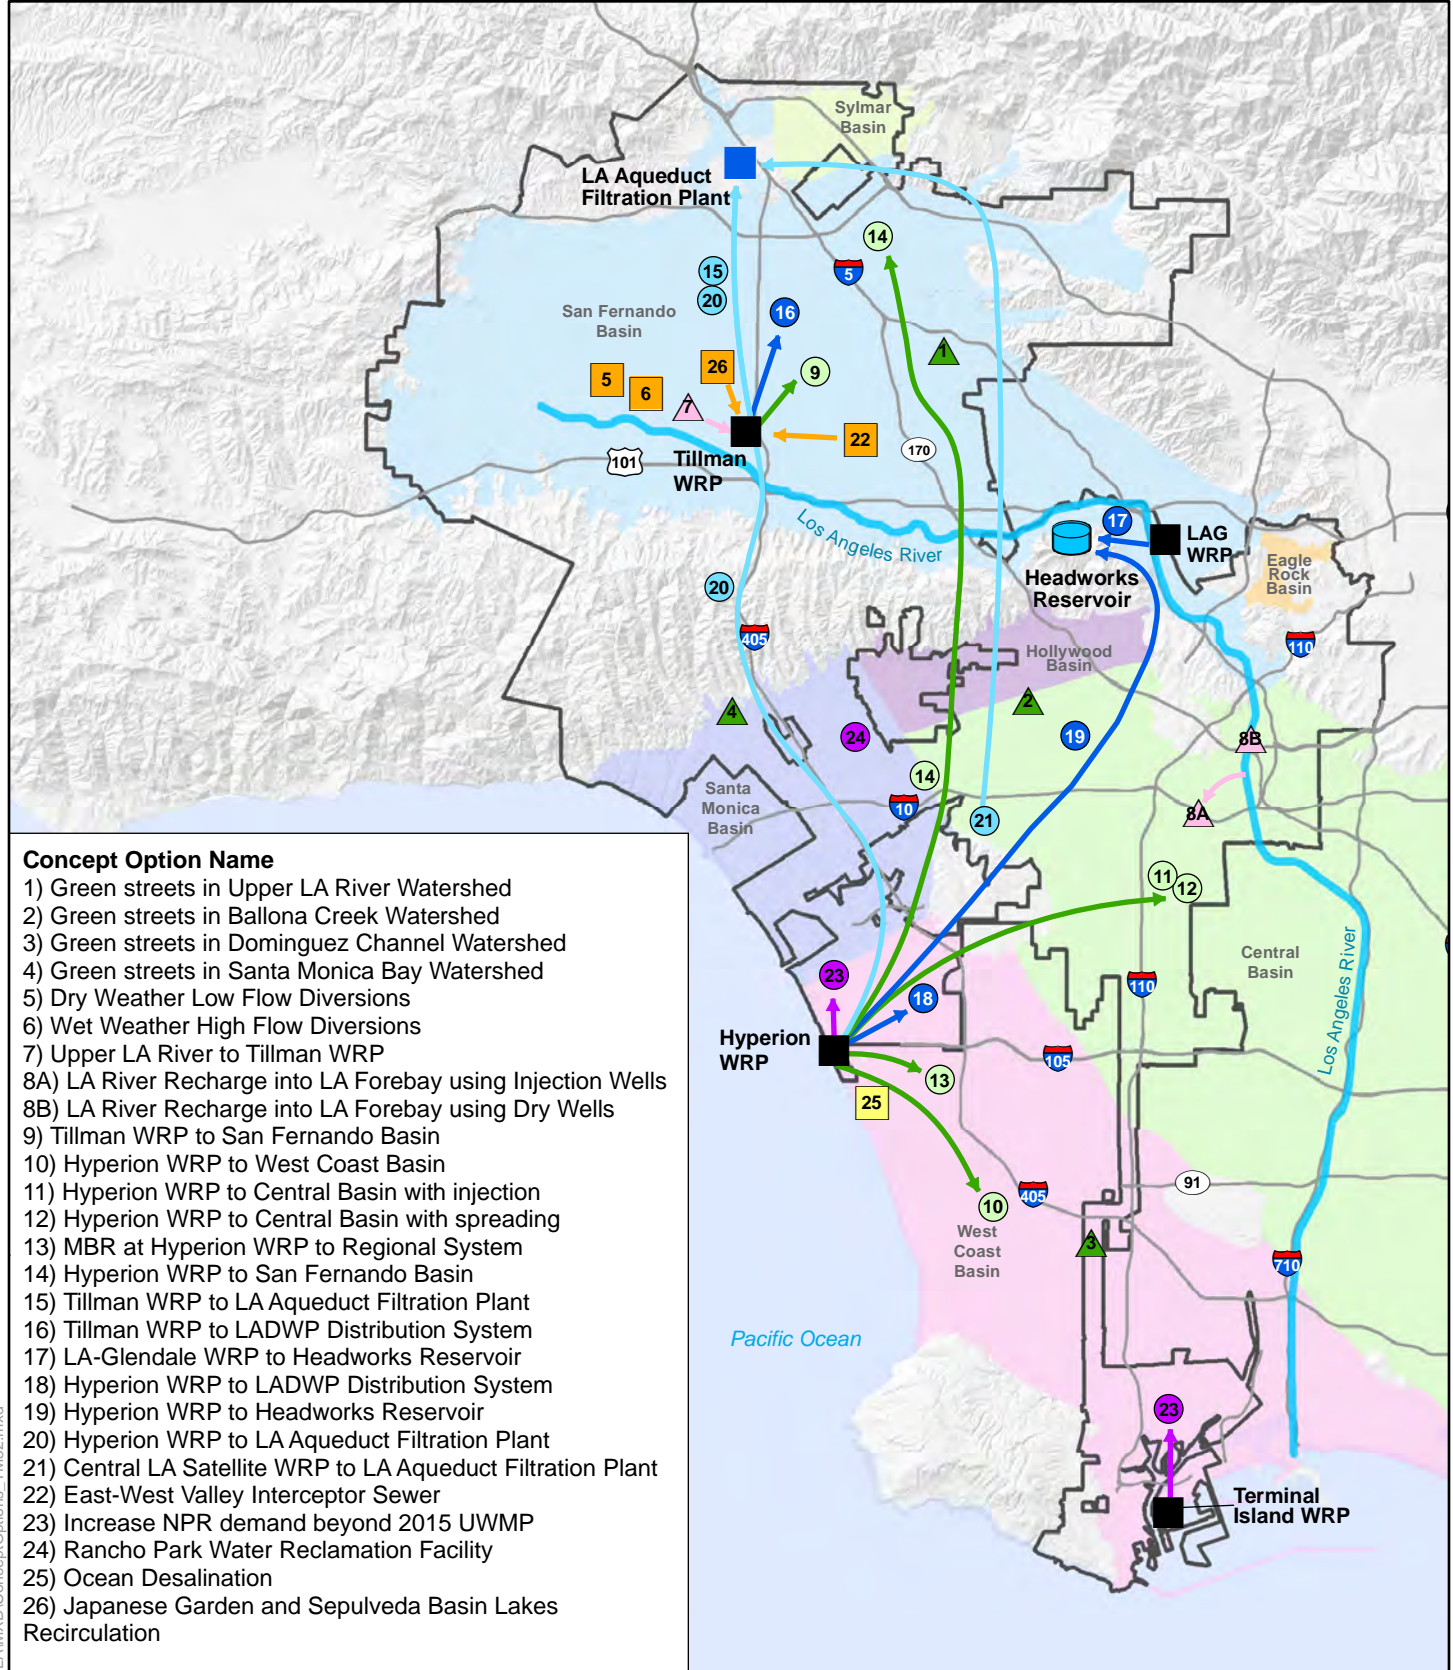 Sylmar
Basin
LA Aqueduct
Filtration Plant
14
5
15
20
San Fernando
Basin
16
1
26
9
5
6
7
22
Tillman
WRP
101
170
Los Angeles River
17
LAG
WRP
Headworks
Reservoir
Eagle
Rock
Basin
20
405
110
Hollywood
Basin
4
2
24
19
8B
14
Santa
Monica
Basin
10
21
8A
11
12
Central
Basin
Los Angeles River
23
18
110
Hyperion
WRP
105
13
25
405
91
10
West
Coast
Basin
3
710
Pacific Ocean
23
Terminal
Island WRP
Concept Option Name
1) Green streets in Upper LA River Watershed
2) Green streets in Ballona Creek Watershed
3) Green streets in Dominguez Channel Watershed
4) Green streets in Santa Monica Bay Watershed
5) Dry Weather Low Flow Diversions
6) Wet Weather High Flow Diversions
7) Upper LA River to Tillman WRP
8A) LA River Recharge into LA Forebay using Injection Wells
8B) LA River Recharge into LA Forebay using Dry Wells
9) Tillman WRP to San Fernando Basin
10) Hyperion WRP to West Coast Basin
11) Hyperion WRP to Central Basin with injection
12) Hyperion WRP to Central Basin with spreading
13) MBR at Hyperion WRP to Regional System
14) Hyperion WRP to San Fernando Basin
15) Tillman WRP to LA Aqueduct Filtration Plant
16) Tillman WRP to LADWP Distribution System
17) LA-Glendale WRP to Headworks Reservoir
18) Hyperion WRP to LADWP Distribution System
19) Hyperion WRP to Headworks Reservoir
20) Hyperion WRP to LA Aqueduct Filtration Plant
21) Central LA Satellite WRP to LA Aqueduct Filtration Plant
22) East-West Valley Interceptor Sewer
23) Increase NPR demand beyond 2015 UWMP
24) Rancho Park Water Reclamation Facility
25) Ocean Desalination
26) Japanese Garden and Sepulveda Basin Lakes
Recirculation